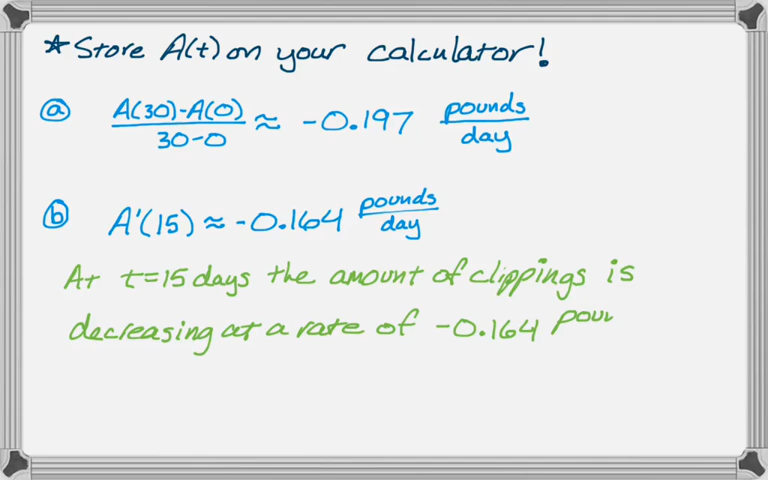 *Store A(t) on your calculator!
ⓐ A(30)-A(0) / 30-0 ≈ -0.197 pounds/day
ⓑ A'(15) ≈ -0.164 pounds/day
At t=15 days the amount of clippings is
decreasing at a rate of -0.164 poun